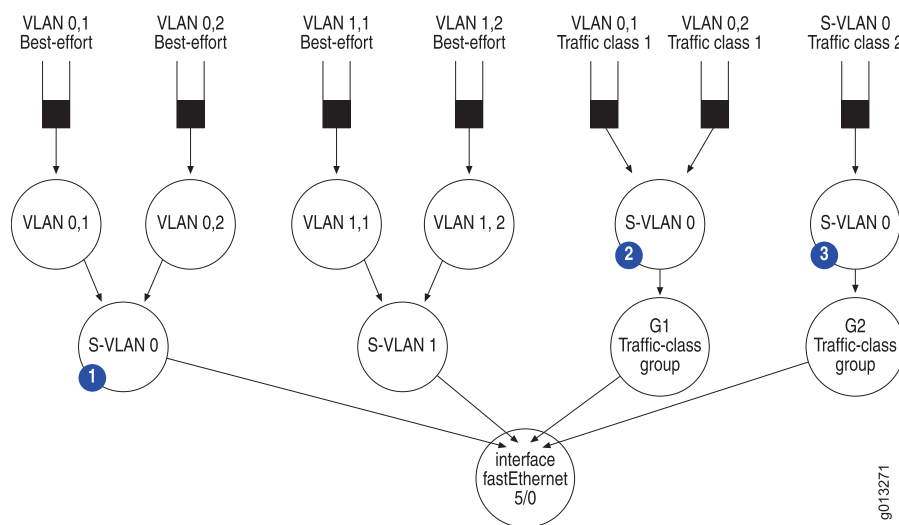 VLAN 0,1
Best-effort
VLAN 0,2
Best-effort
VLAN 1,1
Best-effort
VLAN 1,2
Best-effort
VLAN 0,1
Traffic class 1
VLAN 0,2
Traffic class 1
S-VLAN 0
Traffic class 2
VLAN 0,1
VLAN 0,2
VLAN 1,1
VLAN 1, 2
S-VLAN 0
2
S-VLAN 0
3
S-VLAN 0
1
S-VLAN 1
G1
Traffic-class
group
G2
Traffic-class
group
interface
fastEthernet
5/0
g013271